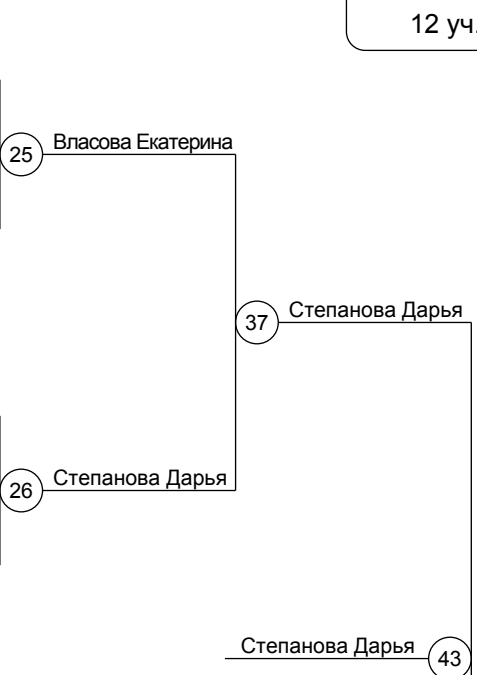 12 уч.
25 Власова Екатерина
37 Степанова Дарья
26 Степанова Дарья
Степанова Дарья 43